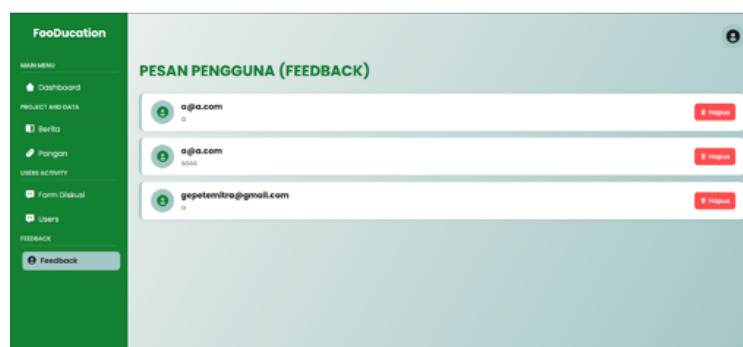 FooDucation
MAIN MENU
Dashboard
PROJECT AND DATA
Berita
Pangan
USERS ACTIVITY
Form Diskusi
Users
FEEDBACK
Feedback
PESAN PENGGUNA (FEEDBACK)
a@a.com
a
Hapus
a@a.com
Hapus
gepetemitra@gmail.com
a
Hapus